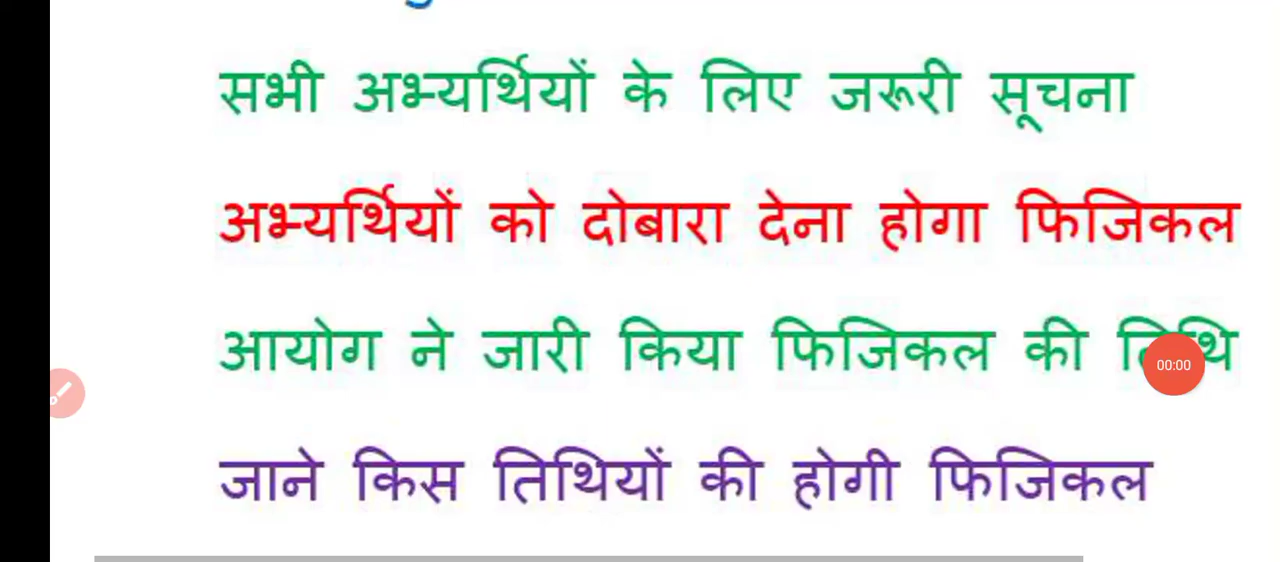 सभी अभ्यर्थियों के लिए जरूरी सूचना
अभ्यर्थियों को दोबारा देना होगा फिजिकल
आयोग ने जारी किया फिजिकल की तिथि
00:00
जाने किस तिथियों की होगी फिजिकल